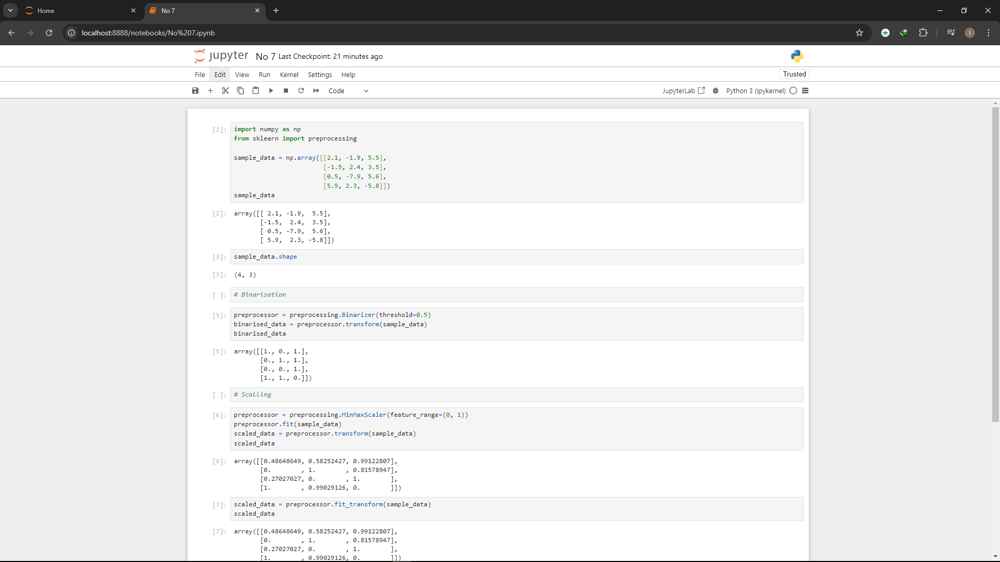 Home
No 7
localhost:8888/notebooks/No%207.ipynb
I
jupyter No 7 Last Checkpoint: 21 minutes ago
File Edit View Run Kernel Settings Help
Trusted
Code
JupyterLab
Python 3 (ipykernel)
[2]: import numpy as np
from sklearn import preprocessing
sample_data = np.array([[2.1, -1.9, 5.5],
[-1.5, 2.4, 3.5],
[0.5, -7.9, 5.6],
[5.9, 2.3, -5.8]])
sample_data
[2]: array([[ 2.1, -1.9,  5.5],
[-1.5,  2.4,  3.5],
[ 0.5, -7.9,  5.6],
[ 5.9,  2.3, -5.8]])
[3]: sample_data.shape
[3]: (4, 3)
[ ]: # Binarisation
[5]: preprocessor = preprocessing.Binarizer(threshold=0.5)
binarised_data = preprocessor.transform(sample_data)
binarised_data
[5]: array([[1., 0., 1.],
[0., 1., 1.],
[0., 0., 1.],
[1., 1., 0.]])
[ ]: # Scalling
[6]: preprocessor = preprocessing.MinMaxScaler(feature_range=(0, 1))
preprocessor.fit(sample_data)
scaled_data = preprocessor.transform(sample_data)
scaled_data
[6]: array([[0.48648649, 0.58252427, 0.99122807],
[0.        , 1.        , 0.81578947],
[0.27027027, 0.        , 1.        ],
[1.        , 0.99029126, 0.        ]])
[7]: scaled_data = preprocessor.fit_transform(sample_data)
scaled_data
[7]: array([[0.48648649, 0.58252427, 0.99122807],
[0.        , 1.        , 0.81578947],
[0.27027027, 0.        , 1.        ],
[1.        , 0.99029126, 0.        ]])